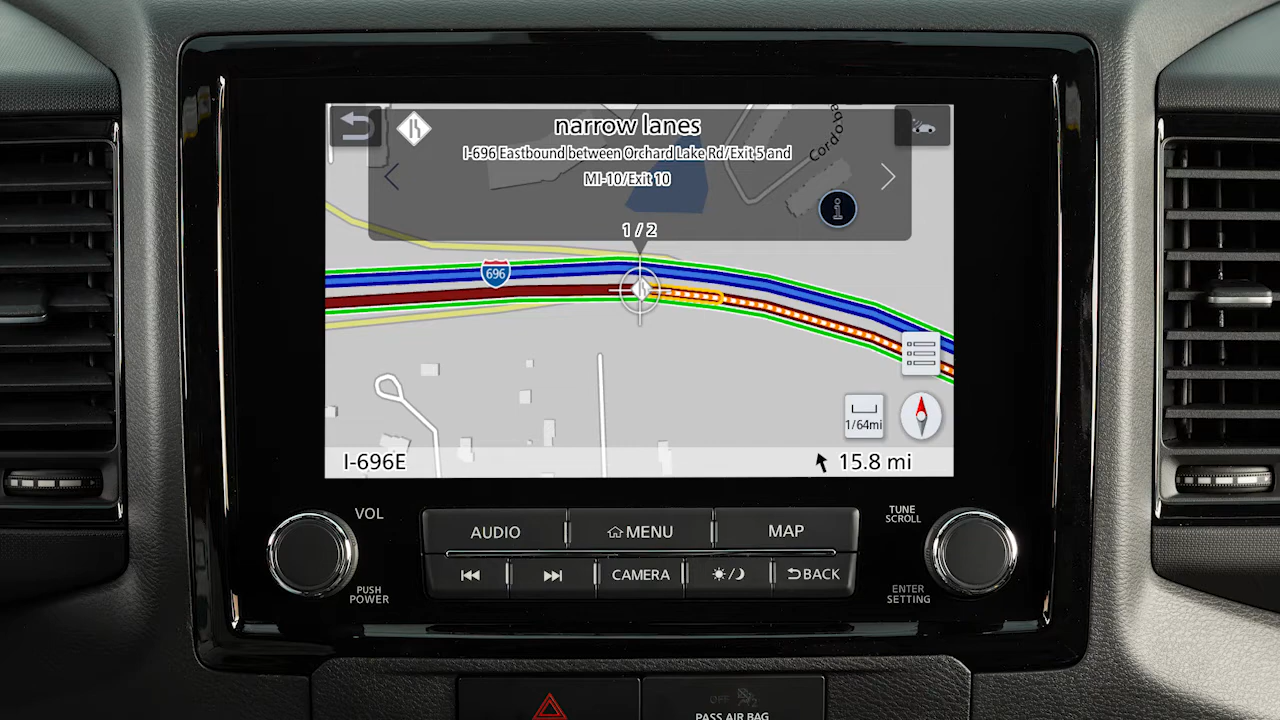 narrow lanes
I-696 Eastbound between Orchard Lake Rd/Exit 5 and
MI-10/Exit 10
1 / 2
Cordoba
i
696
1/64mi
I-696E
15.8 mi
VOL
PUSH
POWER
AUDIO
MENU
MAP
CAMERA
BACK
TUNE
SCROLL
ENTER
SETTING
OFF
PASS AIR BAG